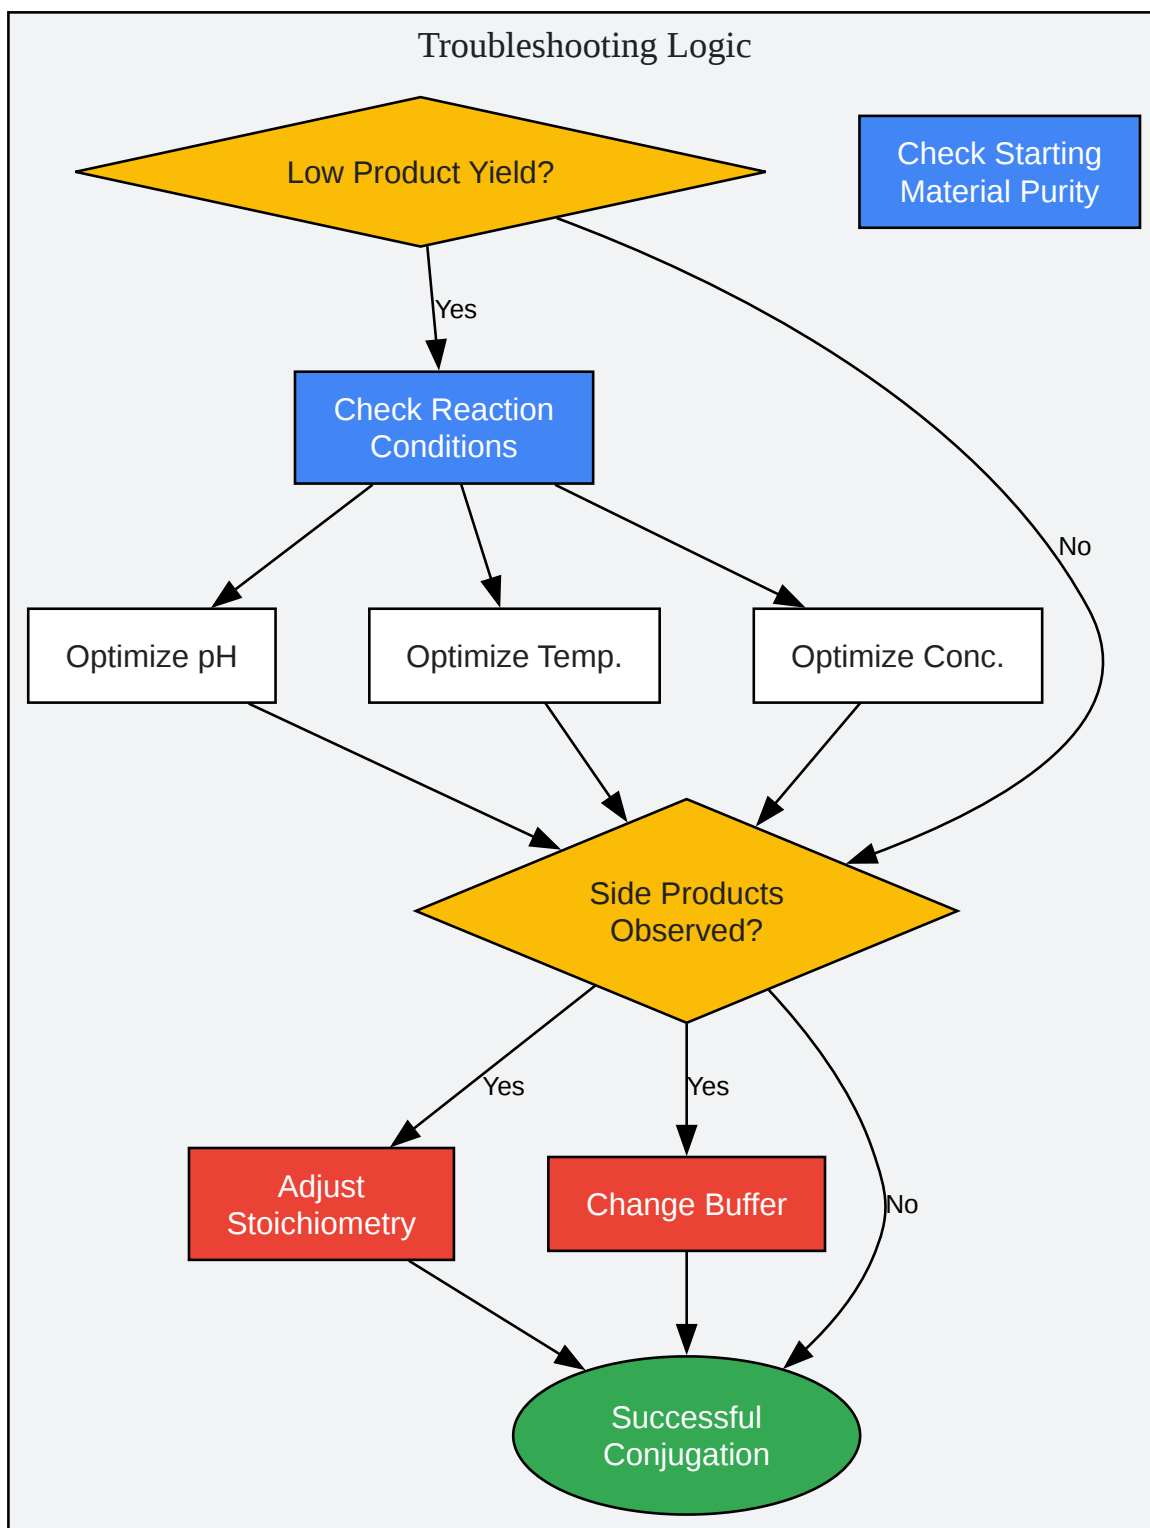 Troubleshooting Logic
Low Product Yield?
Check Starting
Material Purity
Yes
Check Reaction
Conditions
No
Optimize pH
Optimize Temp.
Optimize Conc.
Side Products
Observed?
Yes
Yes
Adjust
Stoichiometry
Change Buffer
No
Successful
Conjugation